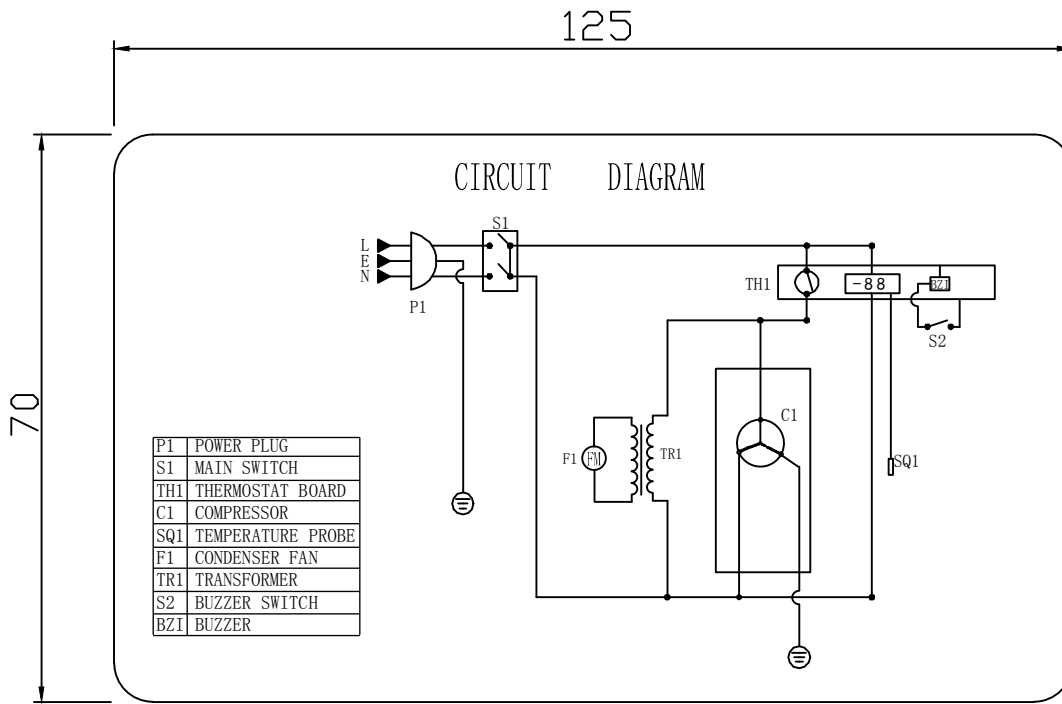 125
70
CIRCUIT DIAGRAM
S1
L
E
N
P1
TH1
-88
BZI
S2
C1
F1
FM
TR1
SQ1
P1 POWER PLUG
S1 MAIN SWITCH
TH1 THERMOSTAT BOARD
C1 COMPRESSOR
SQ1 TEMPERATURE PROBE
F1 CONDENSER FAN
TR1 TRANSFORMER
S2 BUZZER SWITCH
BZI BUZZER